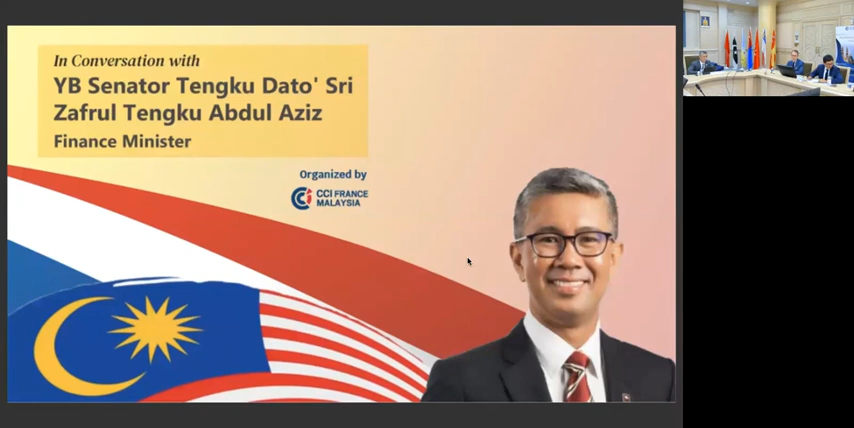 In Conversation with
YB Senator Tengku Dato' Sri
Zafrul Tengku Abdul Aziz
Finance Minister
Organized by
CCI FRANCE
MALAYSIA